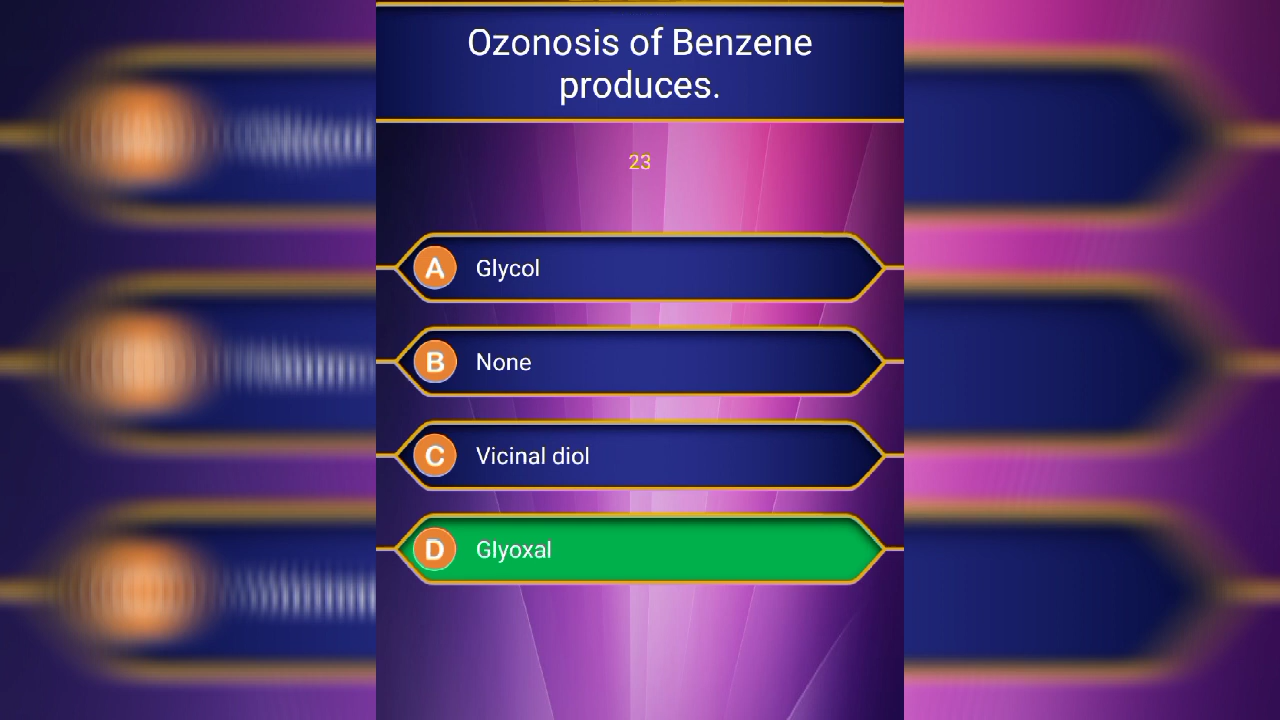 Ozonosis of Benzene
produces.
23
A Glycol
B None
C Vicinal diol
D Glyoxal